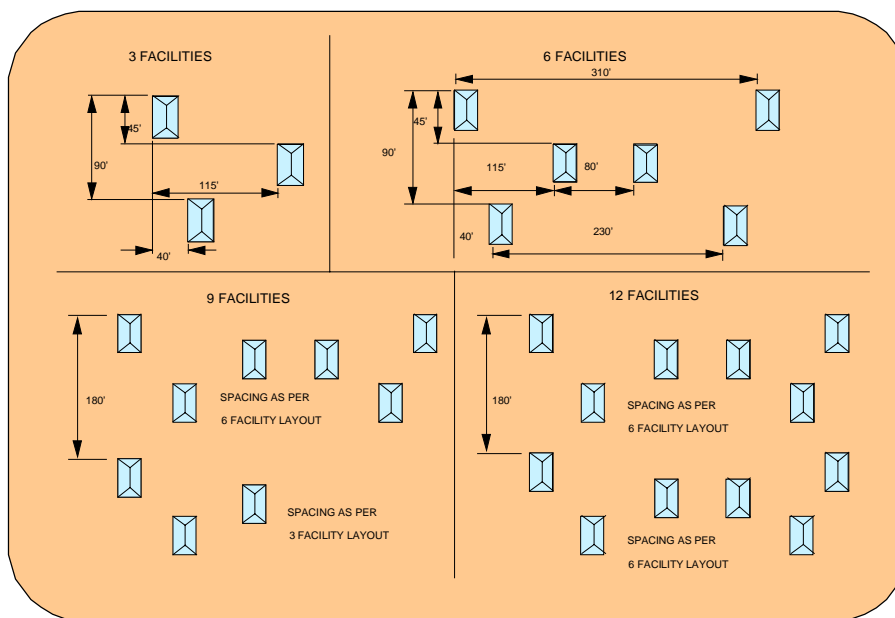 3 FACILITIES
45'
90'
115'
40'
6 FACILITIES
310'
45'
90'
115'
80'
40'
230'
9 FACILITIES
180'
SPACING AS PER
6 FACILITY LAYOUT
SPACING AS PER
3 FACILITY LAYOUT
12 FACILITIES
180'
SPACING AS PER
6 FACILITY LAYOUT
SPACING AS PER
6 FACILITY LAYOUT